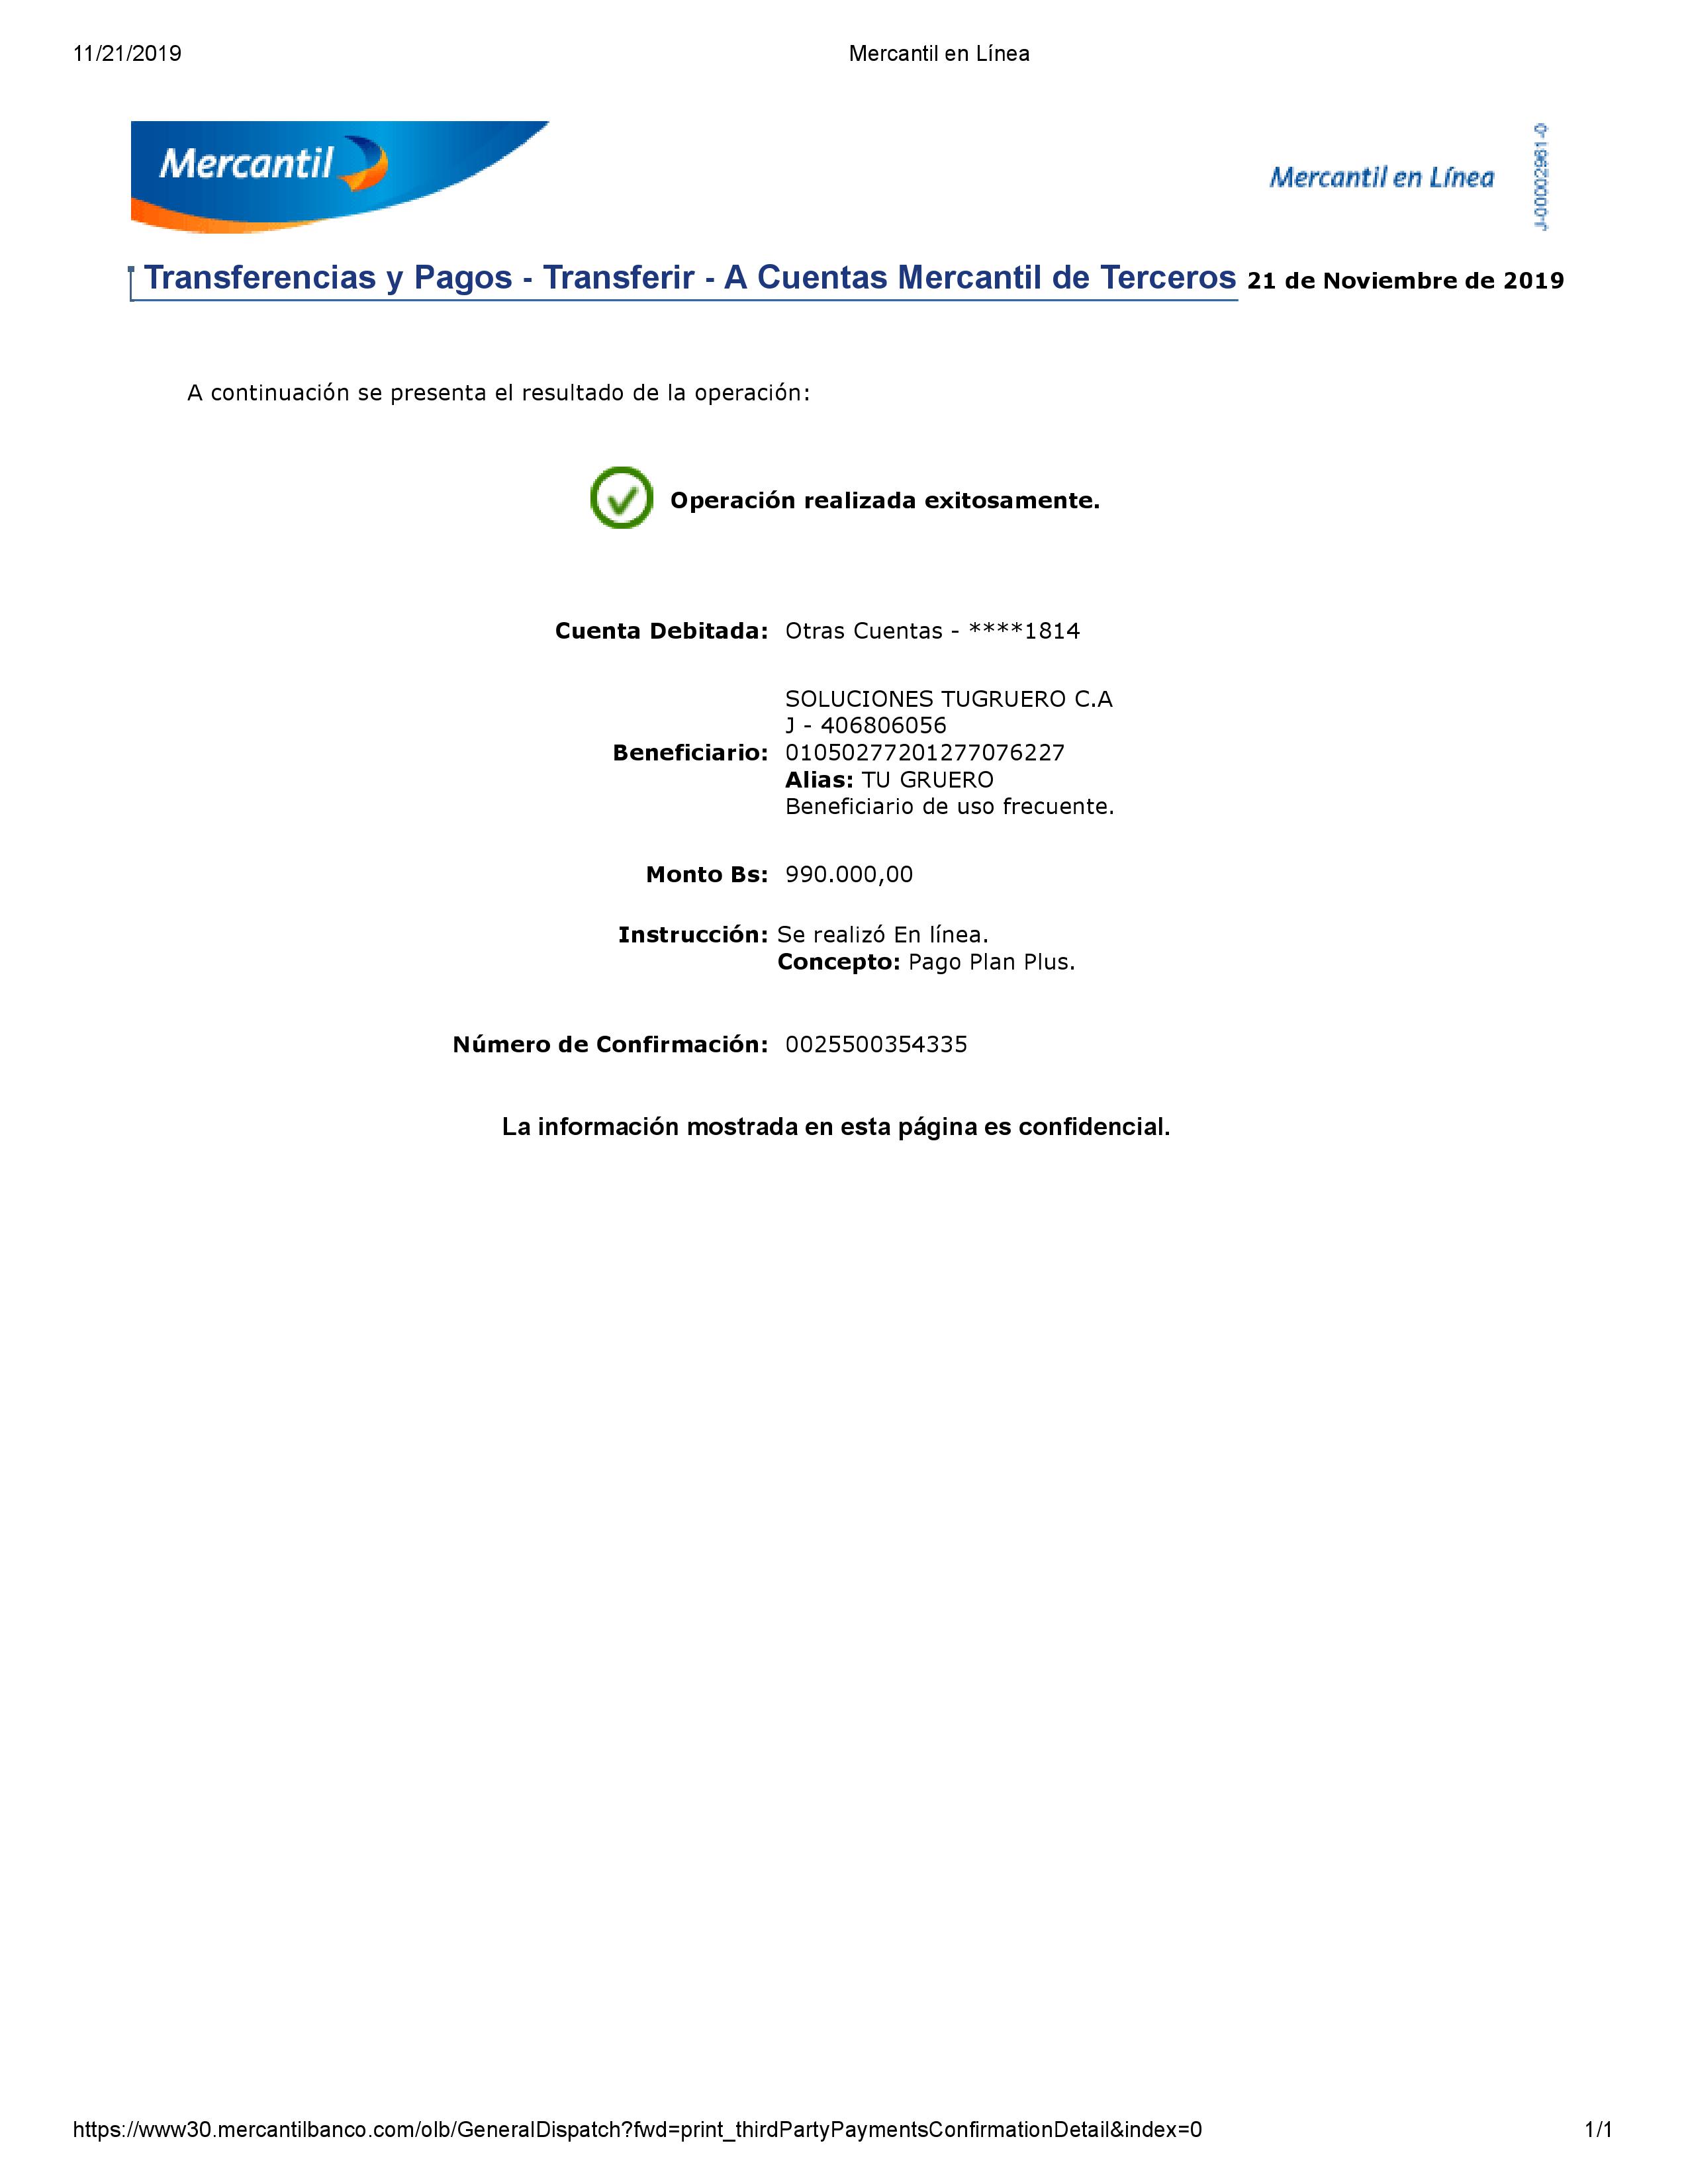 11/21/2019 Mercantil en Línea
Mercantil
Mercantil en Línea
J-00002961-0
Transferencias y Pagos - Transferir - A Cuentas Mercantil de Terceros 21 de Noviembre de 2019
A continuación se presenta el resultado de la operación:
Operación realizada exitosamente.
Cuenta Debitada: Otras Cuentas - ****1814
SOLUCIONES TUGRUERO C.A
J - 406806056
Beneficiario: 01050277201277076227
Alias: TU GRUERO
Beneficiario de uso frecuente.
Monto Bs: 990.000,00
Instrucción: Se realizó En línea.
Concepto: Pago Plan Plus.
Número de Confirmación: 0025500354335
La información mostrada en esta página es confidencial.
https://www30.mercantilbanco.com/olb/GeneralDispatch?fwd=print_thirdPartyPaymentsConfirmationDetail&index=0 1/1